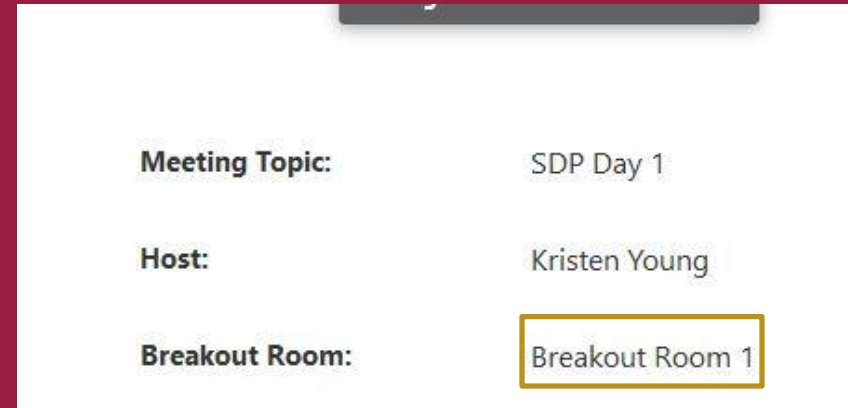 Meeting Topic: SDP Day 1
Host: Kristen Young
Breakout Room: Breakout Room 1